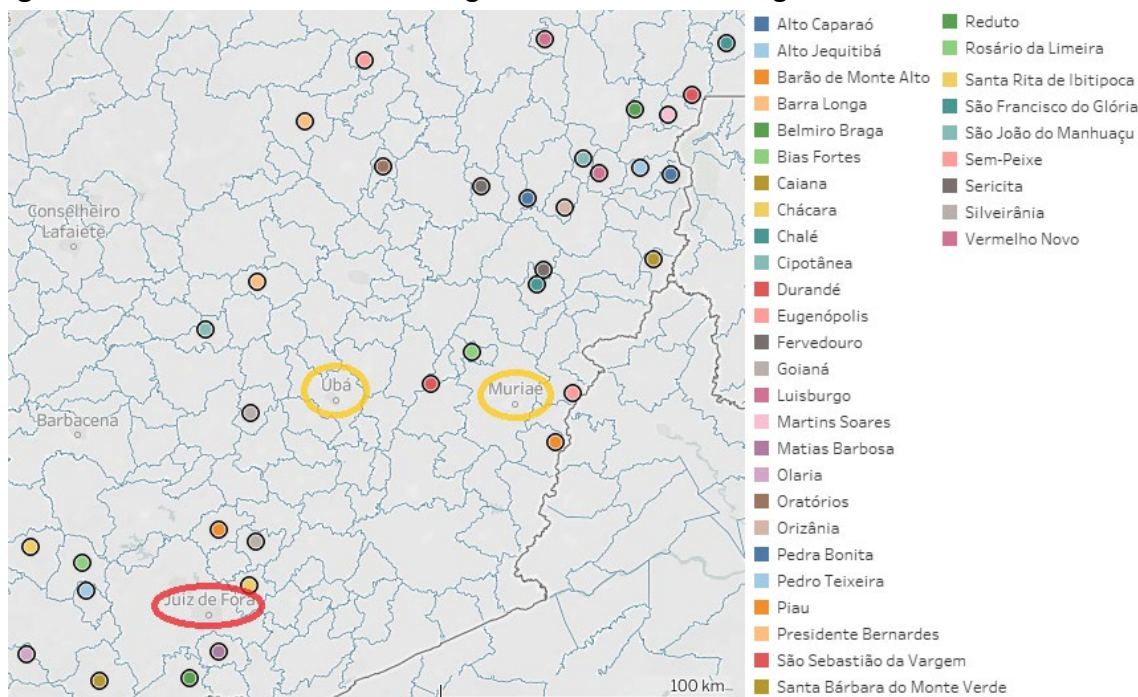 Conselheiro
Lafaiete
Ubá
Muriaé
Barbacena
Juiz de Fora
100 km
Alto Caparaó
Alto Jequitibá
Barão de Monte Alto
Barra Longa
Belmiro Braga
Bias Fortes
Caiana
Chácara
Chalé
Cipotânea
Durandé
Eugenópolis
Fervedouro
Goianá
Luisburgo
Martins Soares
Matias Barbosa
Olaria
Oratórios
Orizânia
Pedra Bonita
Pedro Teixeira
Piau
Presidente Bernardes
São Sebastião da Vargem
Santa Bárbara do Monte Verde
Reduto
Rosário da Limeira
Santa Rita de Ibitipoca
São Francisco do Glória
São João do Manhuaçu
Sem-Peixe
Sericita
Silveirânia
Vermelho Novo